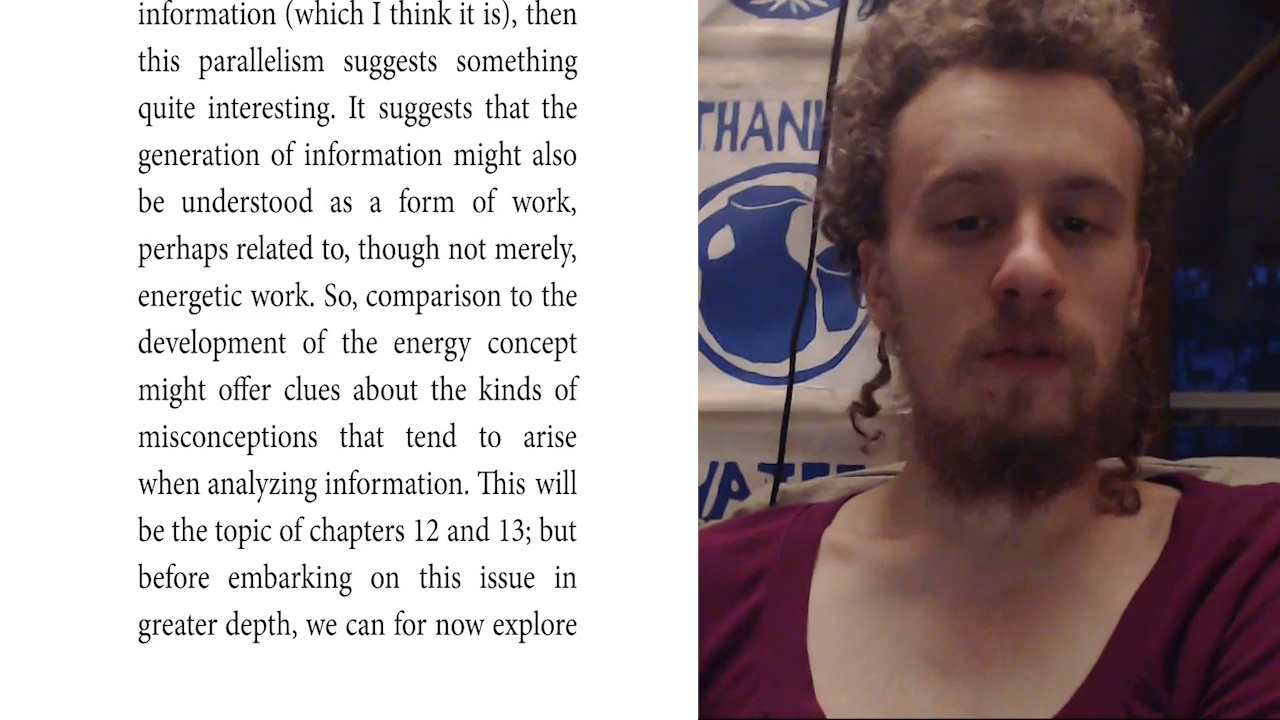 information (which I think it is), then
this parallelism suggests something
quite interesting. It suggests that the
generation of information might also
be understood as a form of work,
perhaps related to, though not merely,
energetic work. So, comparison to the
development of the energy concept
might offer clues about the kinds of
misconceptions that tend to arise
when analyzing information. This will
be the topic of chapters 12 and 13; but
before embarking on this issue in
greater depth, we can for now explore
THAN